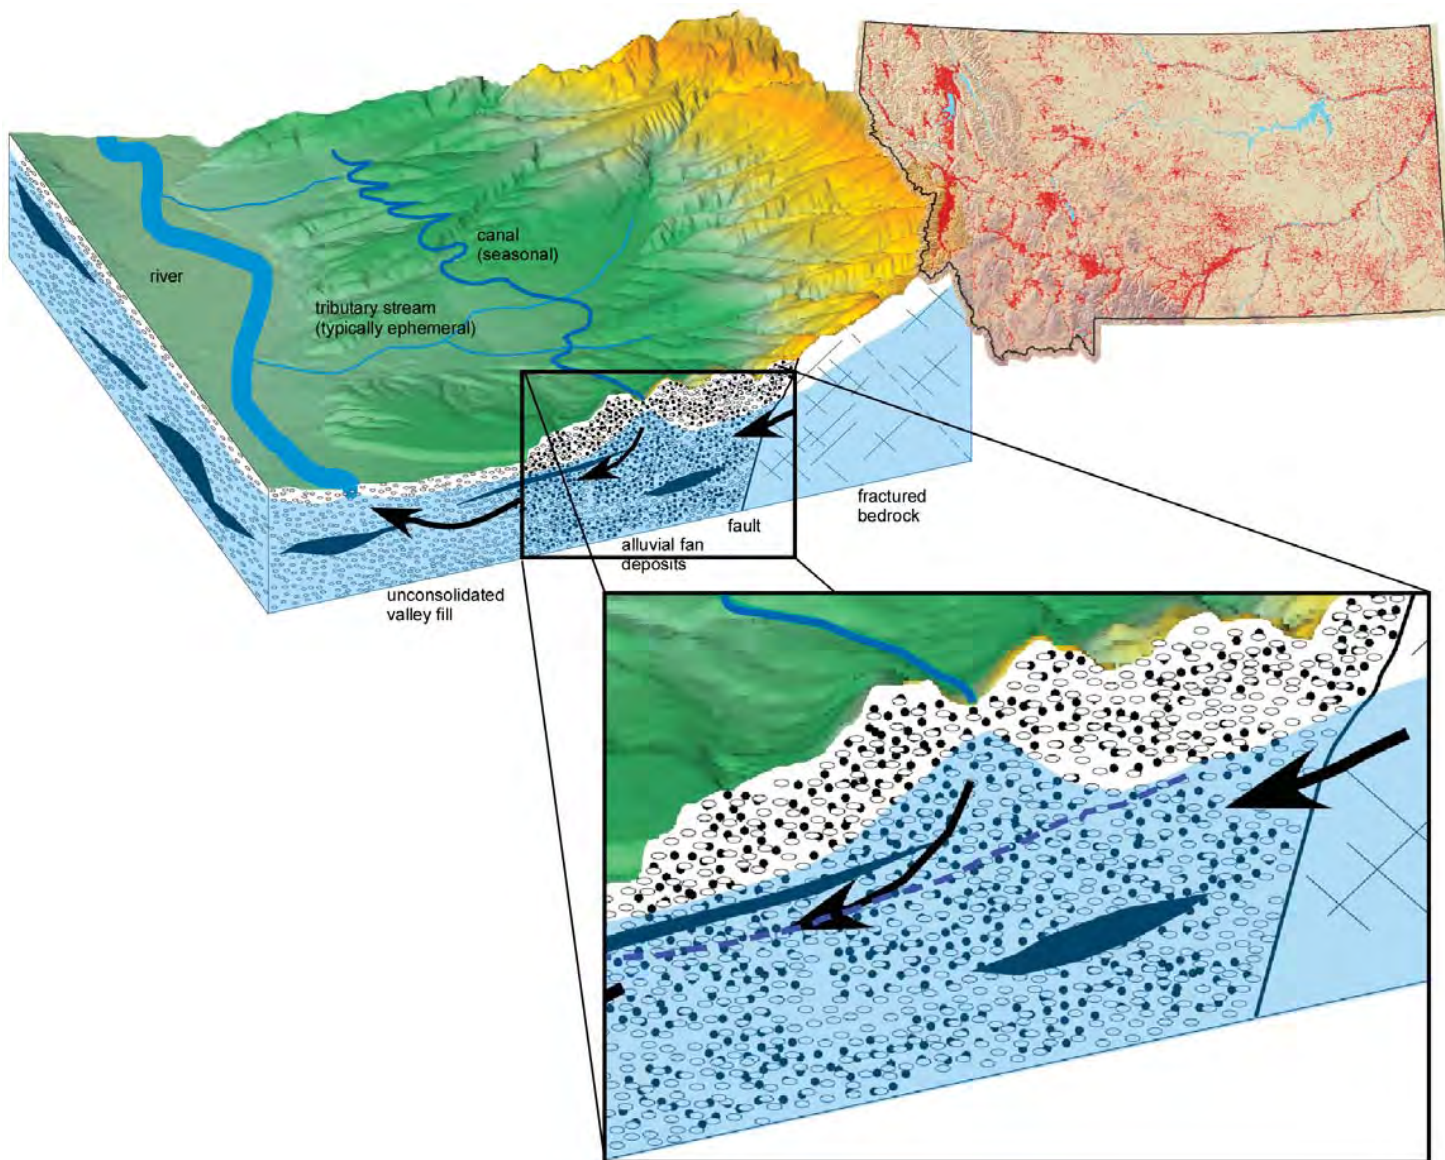 canal
(seasonal)
river
tributary stream
(typically ephemeral)
fractured
bedrock
fault
alluvial fan
deposits
unconsolidated
valley fill